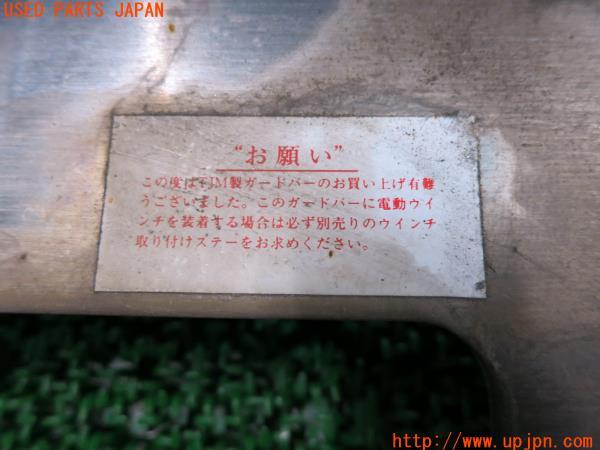 USED PARTS JAPAN
“お願い”
この度はTJM製ガードバーのお買い上げ有難
うございました。このガードバーに電動ウイ
ンチを装着する場合は必ず別売りのウインチ
取り付けステーをお求めください。
http://www.upjpn.com/